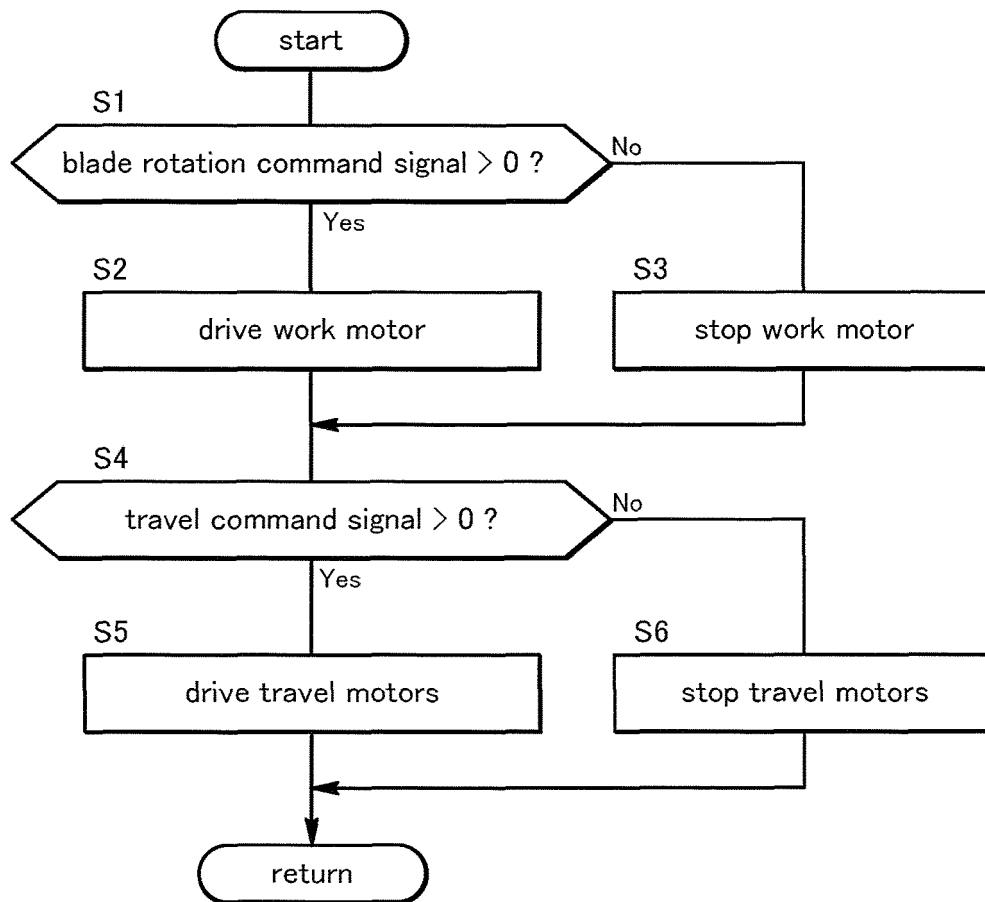 start
S1
blade rotation command signal > 0 ?
No
Yes
S2
S3
drive work motor
stop work motor
S4
travel command signal > 0 ?
No
Yes
S5
S6
drive travel motors
stop travel motors
return